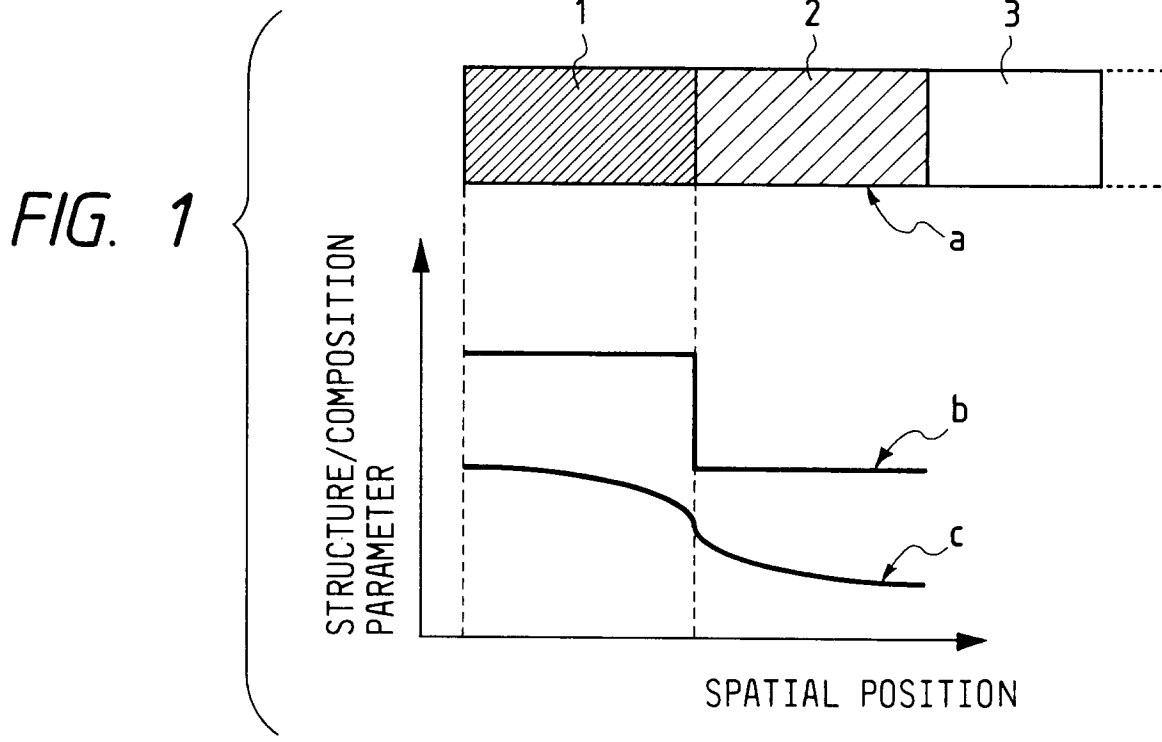 1
2
3
FIG. 1
a
STRUCTURE/COMPOSITION
PARAMETER
b
c
SPATIAL POSITION